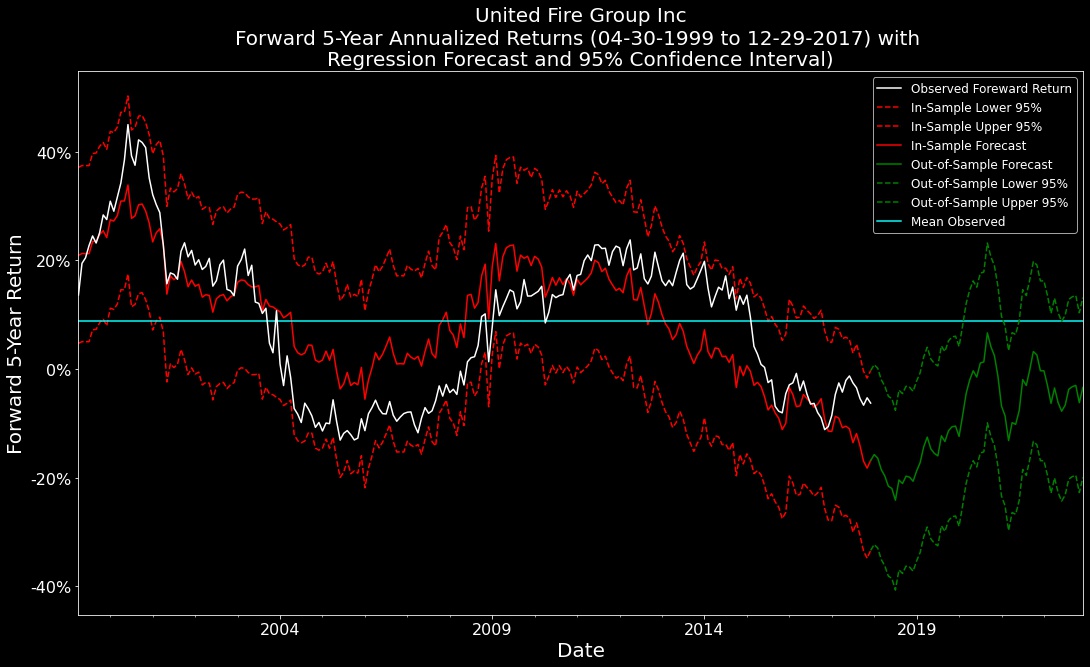 United Fire Group Inc
Forward 5-Year Annualized Returns (04-30-1999 to 12-29-2017) with
Regression Forecast and 95% Confidence Interval)
Observed Foreward Return
In-Sample Lower 95%
In-Sample Upper 95%
In-Sample Forecast
Out-of-Sample Forecast
Out-of-Sample Lower 95%
Out-of-Sample Upper 95%
Mean Observed
Forward 5-Year Return
40%
20%
0%
-20%
-40%
2004
2009
2014
2019
Date